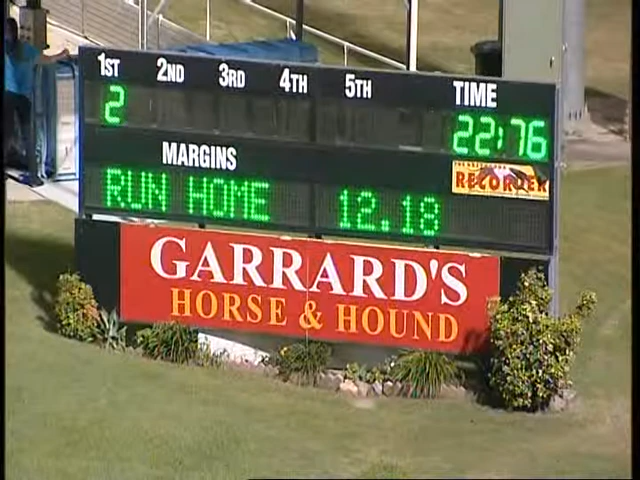 1ST 2ND 3RD 4TH 5TH TIME
2 22:76
MARGINS
RECORDER
RUN HOME 12.18
GARRARD'S
HORSE & HOUND